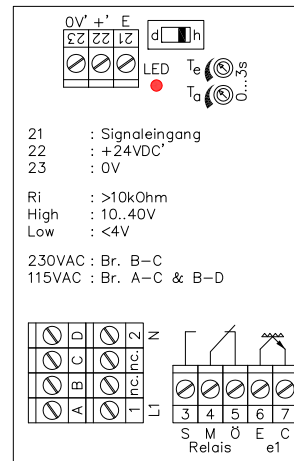 0V' +' E
23 22 21
d h
LED
Te
Ta
0...3s
21 : Signaleingang
22 : +24VDC'
23 : 0V
Ri : >10kOhm
High : 10..40V
Low : <4V
230VAC : Br. B-C
115VAC : Br. A-C & B-D
D 2 N
C nc.
B nc.
A 1 L1
3 4 5 6 7
S M Ö E C
Relais e1